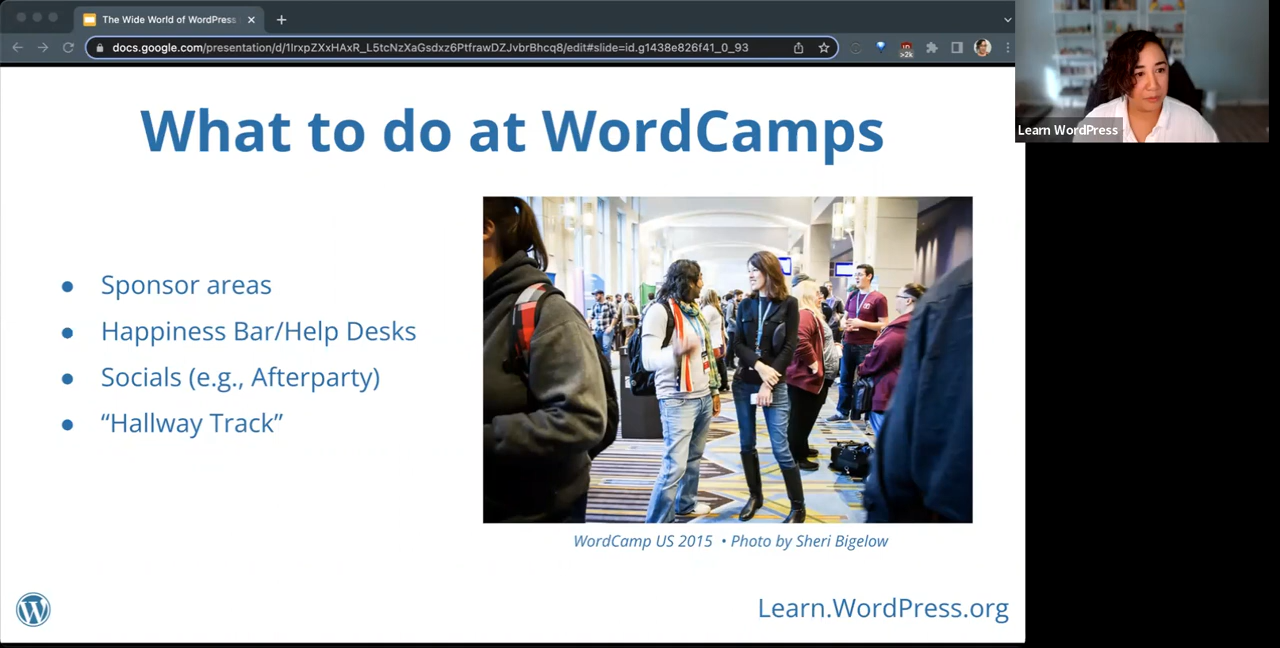 The Wide World of WordPress
docs.google.com/presentation/d/1lrxpZXxHAxR_L5tcNzXaGsdxz6PtfrawDZJvbrBhcq8/edit#slide=id.g1438e826f41_0_93
>2k
Learn WordPress
What to do at WordCamps
● Sponsor areas
● Happiness Bar/Help Desks
● Socials (e.g., Afterparty)
● “Hallway Track”
WordCamp US 2015 • Photo by Sheri Bigelow
Learn.WordPress.org